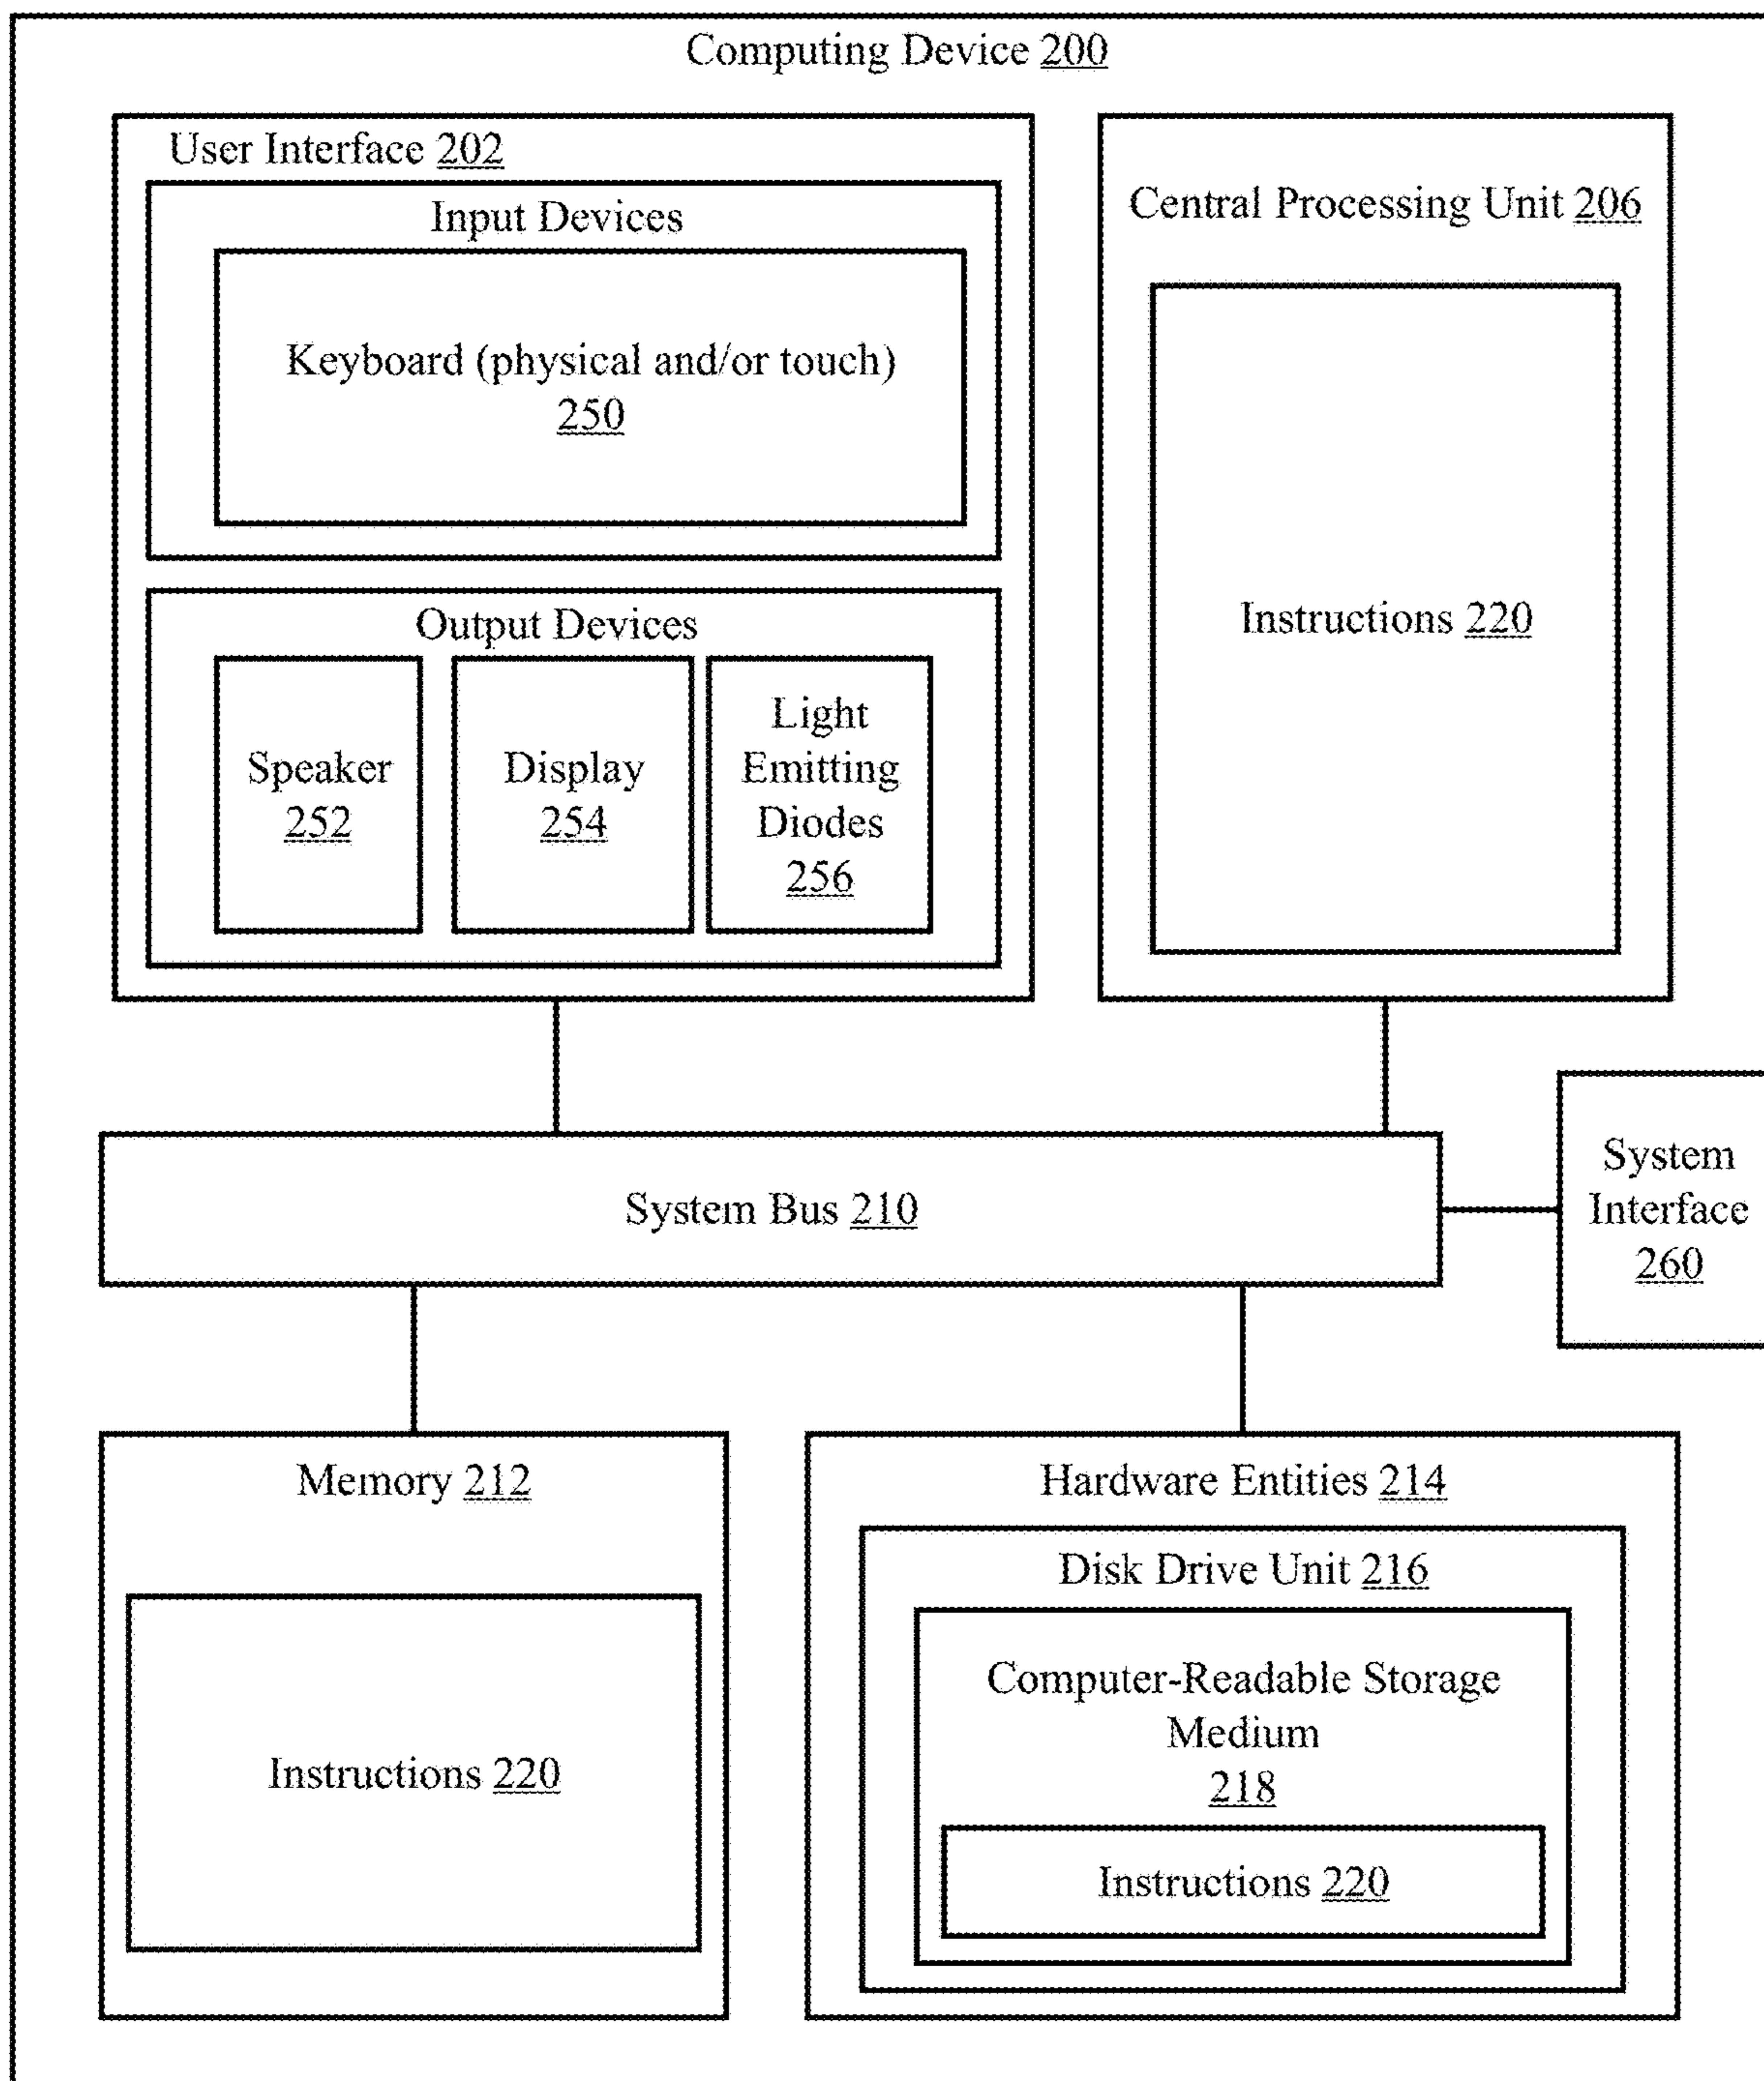 Computing Device 200
User Interface 202
Input Devices
Keyboard (physical and/or touch)
250
Output Devices
Speaker
252
Display
254
Light
Emitting
Diodes
256
Central Processing Unit 206
Instructions 220
System Bus 210
System
Interface
260
Memory 212
Instructions 220
Hardware Entities 214
Disk Drive Unit 216
Computer-Readable Storage
Medium
218
Instructions 220